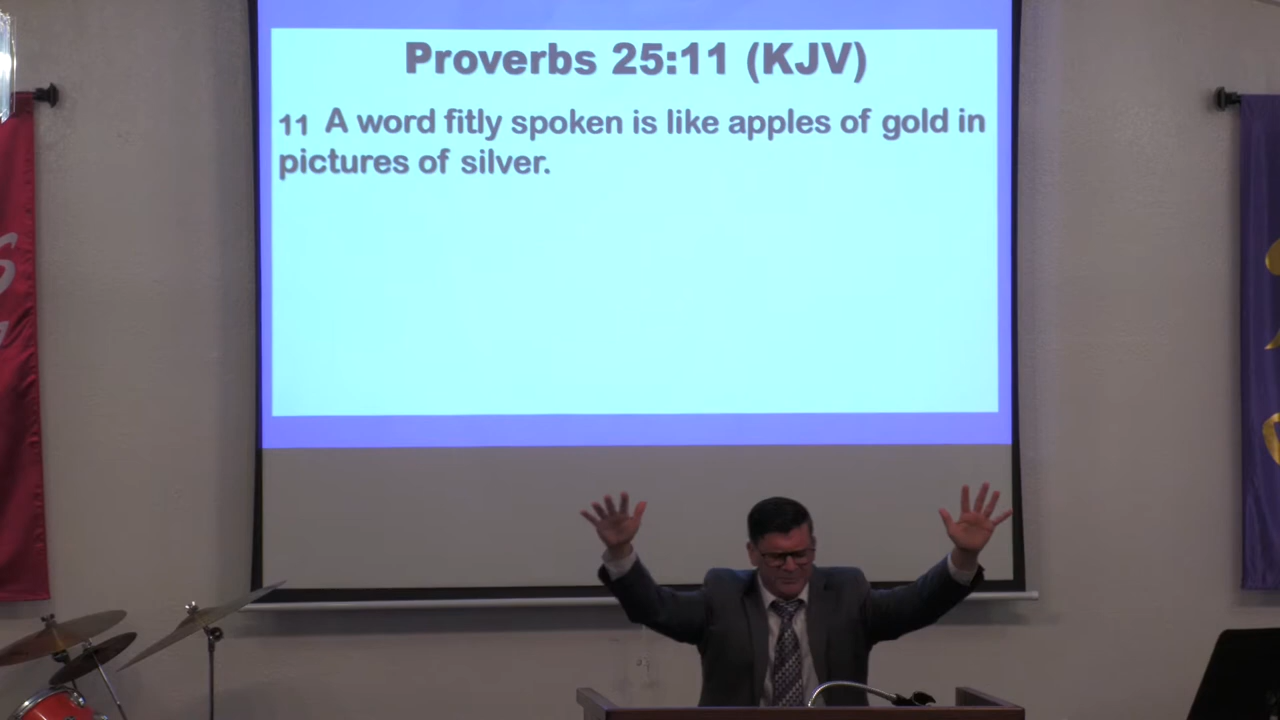 Proverbs 25:11 (KJV)
11 A word fitly spoken is like apples of gold in
pictures of silver.